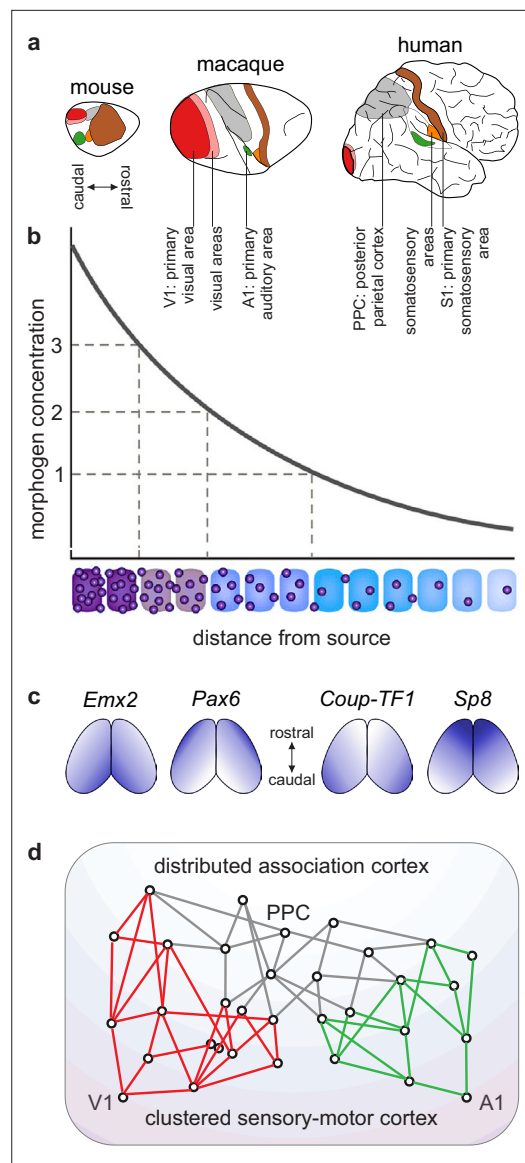 a
mouse
macaque
human
caudal
rostral
V1: primary
visual area
visual areas
A1: primary
auditory area
PPC: posterior
parietal cortex
somatosensory
areas
S1: primary
somatosensory
area
b
morphogen concentration
3
2
1
distance from source
c
Emx2
Pax6
Coup-TF1
Sp8
rostral
caudal
d
distributed association cortex
PPC
V1
A1
clustered sensory-motor cortex